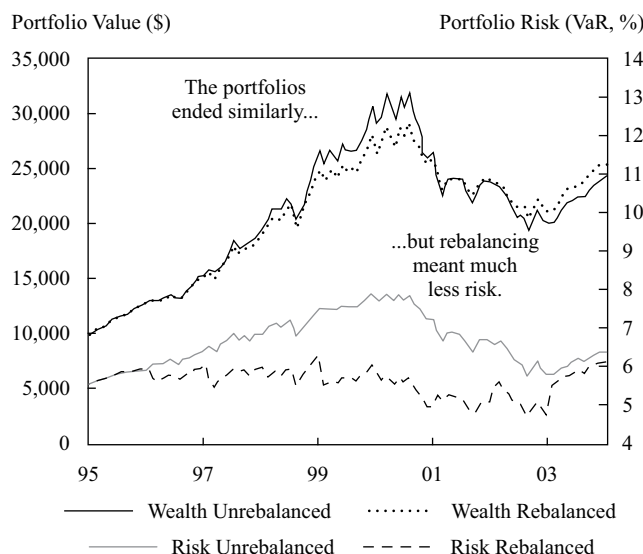 Portfolio Value ($)
Portfolio Risk (VaR, %)
35,000
30,000
25,000
20,000
15,000
10,000
5,000
0
The portfolios
ended similarly...
...but rebalancing
meant much
less risk.
14
13
12
11
10
9
8
7
6
5
4
95 97 99 01 03
Wealth Unrebalanced
Wealth Rebalanced
Risk Unrebalanced
Risk Rebalanced